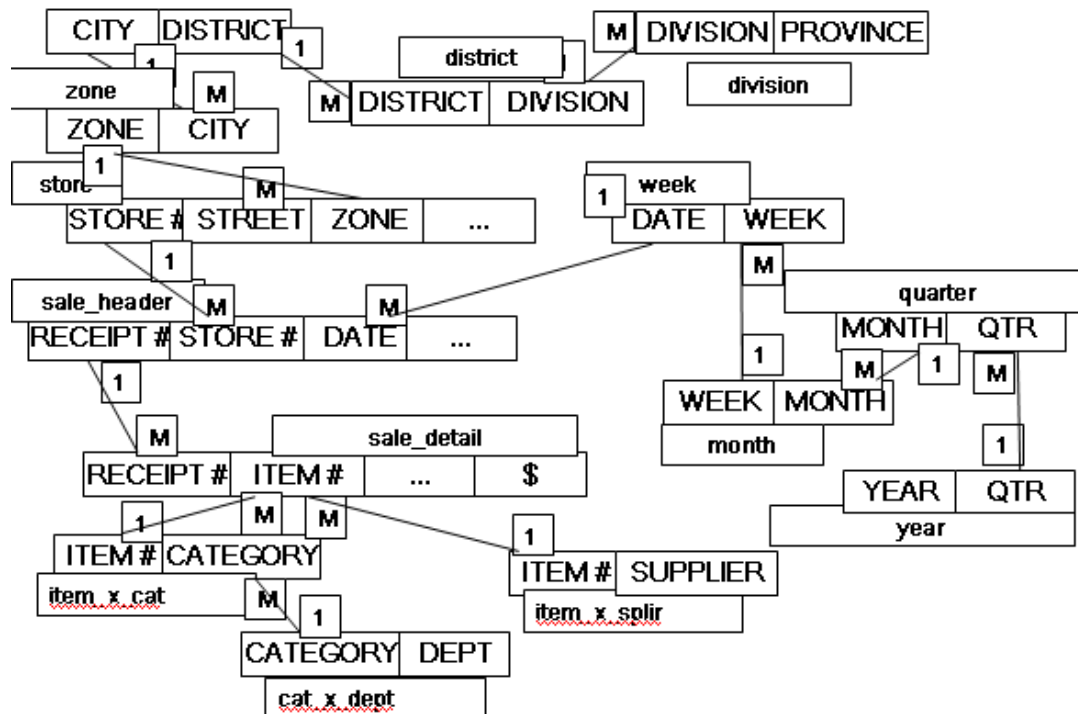 CITY DISTRICT
1
M
DIVISION PROVINCE
district
1
zone
M
M
DISTRICT DIVISION
division
ZONE CITY
1
store
M
week
1
STORE # STREET ZONE ...
DATE WEEK
1
M
sale_header
M
M
quarter
RECEIPT # STORE # DATE ...
MONTH QTR
1
M
1
M
1
WEEK MONTH
M
sale_detail
month
1
RECEIPT # ITEM # ... $
YEAR QTR
1
M
M
1
year
ITEM # CATEGORY
ITEM # SUPPLIER
item_x_cat
M
1
item_x_splir
CATEGORY DEPT
cat_x_dept